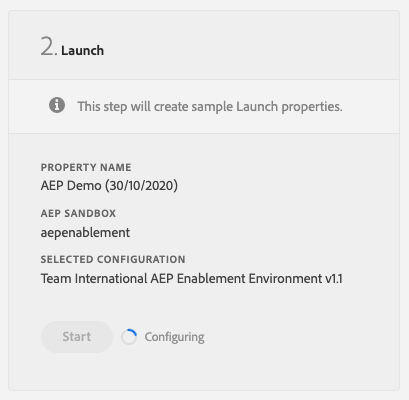 2. Launch
This step will create sample Launch properties.
PROPERTY NAME
AEP Demo (30/10/2020)
AEP SANDBOX
aepenablement
SELECTED CONFIGURATION
Team International AEP Enablement Environment v1.1
Start Configuring